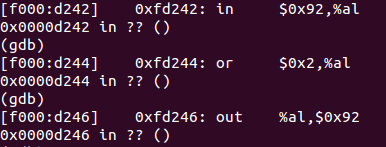 [f000:d242]    0xfd242: in     $0x92,%al
0x0000d242 in ?? ()
(gdb)
[f000:d244]    0xfd244: or     $0x2,%al
0x0000d244 in ?? ()
(gdb)
[f000:d246]    0xfd246: out    %al,$0x92
0x0000d246 in ?? ()